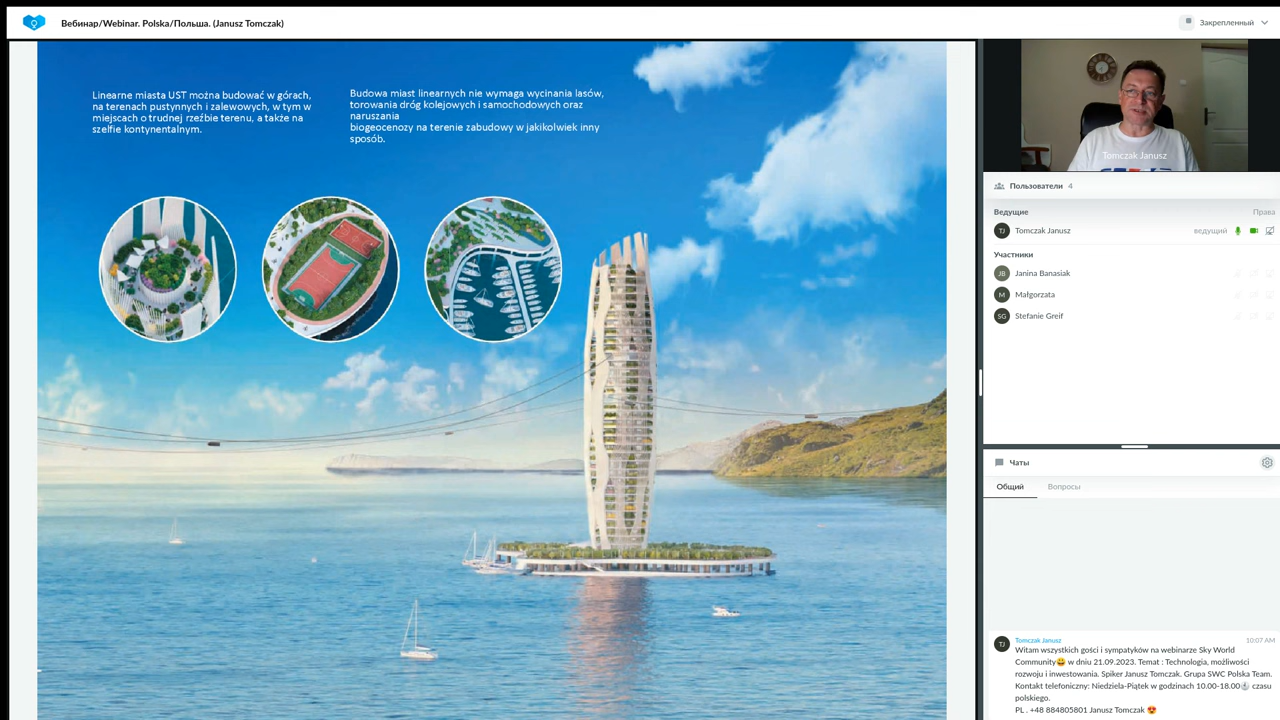 Вебинар/Webinar. Polska/Польша. (Janusz Tomczak)
Закрепленный
Linearne miasta UST można budować w górach,
na terenach pustynnych i zalewowych, w tym w
miejscach o trudnej rzeźbie terenu, a także na
szelfie kontynentalnym.
Budowa miast linearnych nie wymaga wycinania lasów,
torowania dróg kolejowych i samochodowych oraz
naruszania
biogeocenozy na terenie zabudowy w jakikolwiek inny
sposób.
Tomczak Janusz
Пользователи 4
Ведущие Права
TJ Tomczak Janusz ведущий
Участники
JB Janina Banasiak
M Małgorzata
SG Stefanie Greif
Чаты
Общий Вопросы
TJ Tomczak Janusz 10:07 AM
Witam wszystkich gości i sympatyków na webinarze Sky World
Community😀 w dniu 21.09.2023. Temat : Technologia, możliwości
rozwoju i inwestowania. Spiker Janusz Tomczak. Grupa SWC Polska Team.
Kontakt telefoniczny: Niedziela-Piątek w godzinach 10.00-18.00 czasu
polskiego.
PL . +48 884805801 Janusz Tomczak 😍